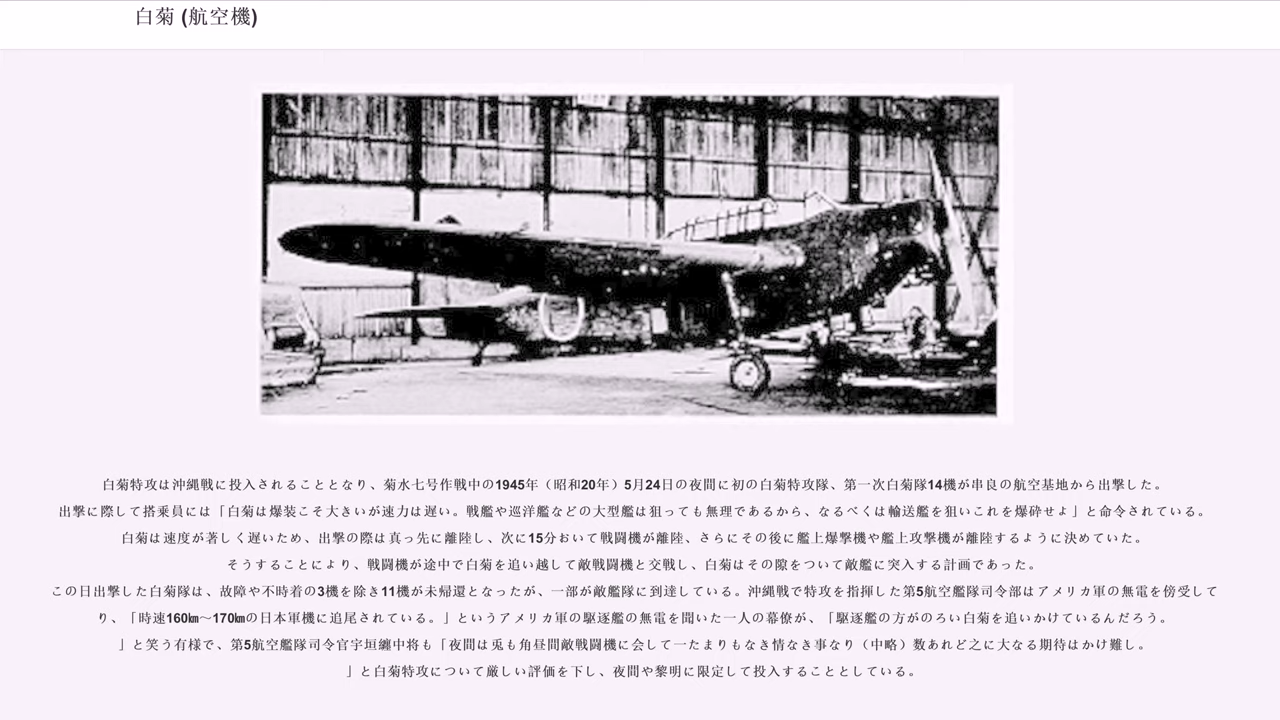 白菊 (航空機)
白菊特攻は沖縄戦に投入されることとなり、菊水七号作戦中の1945年（昭和20年）5月24日の夜間に初の白菊特攻隊、第一次白菊隊14機が串良の航空基地から出撃した。
出撃に際して搭乗員には「白菊は爆装こそ大きいが速力は遅い。戦艦や巡洋艦などの大型艦は狙っても無理であるから、なるべくは輸送艦を狙いこれを爆砕せよ」と命令されている。
白菊は速度が著しく遅いため、出撃の際は真っ先に離陸し、次に15分おいて戦闘機が離陸、さらにその後に艦上爆撃機や艦上攻撃機が離陸するように決めていた。
そうすることにより、戦闘機が途中で白菊を追い越して敵戦闘機と交戦し、白菊はその隙をついて敵艦に突入する計画であった。
この日出撃した白菊隊は、故障や不時着の3機を除き11機が未帰還となったが、一部が敵艦隊に到達している。沖縄戦で特攻を指揮した第5航空艦隊司令部はアメリカ軍の無電を傍受して
り、「時速160㎞〜170㎞の日本軍機に追尾されている。」というアメリカ軍の駆逐艦の無電を聞いた一人の幕僚が、「駆逐艦の方がのろい白菊を追いかけているんだろう。
」と笑う有様で、第5航空艦隊司令官宇垣纏中将も「夜間は兎も角昼間敵戦闘機に会して一たまりもなき情なき事なり（中略）数あれど之に大なる期待はかけ難し。
」と白菊特攻について厳しい評価を下し、夜間や黎明に限定して投入することとしている。